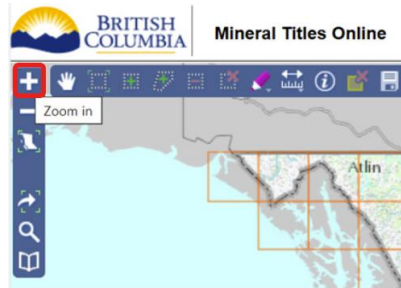 BRITISH
COLUMBIA
Mineral Titles Online
Zoom in
Atlin